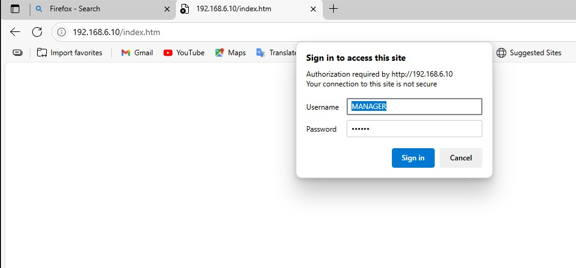 Firefox - Search
192.168.6.10/index.htm
192.168.6.10/index.htm
Import favorites
Gmail
YouTube
Maps
Translate
Suggested Sites
Sign in to access this site
Authorization required by http://192.168.6.10
Your connection to this site is not secure
Username MANAGER
Password ••••••
Sign in Cancel